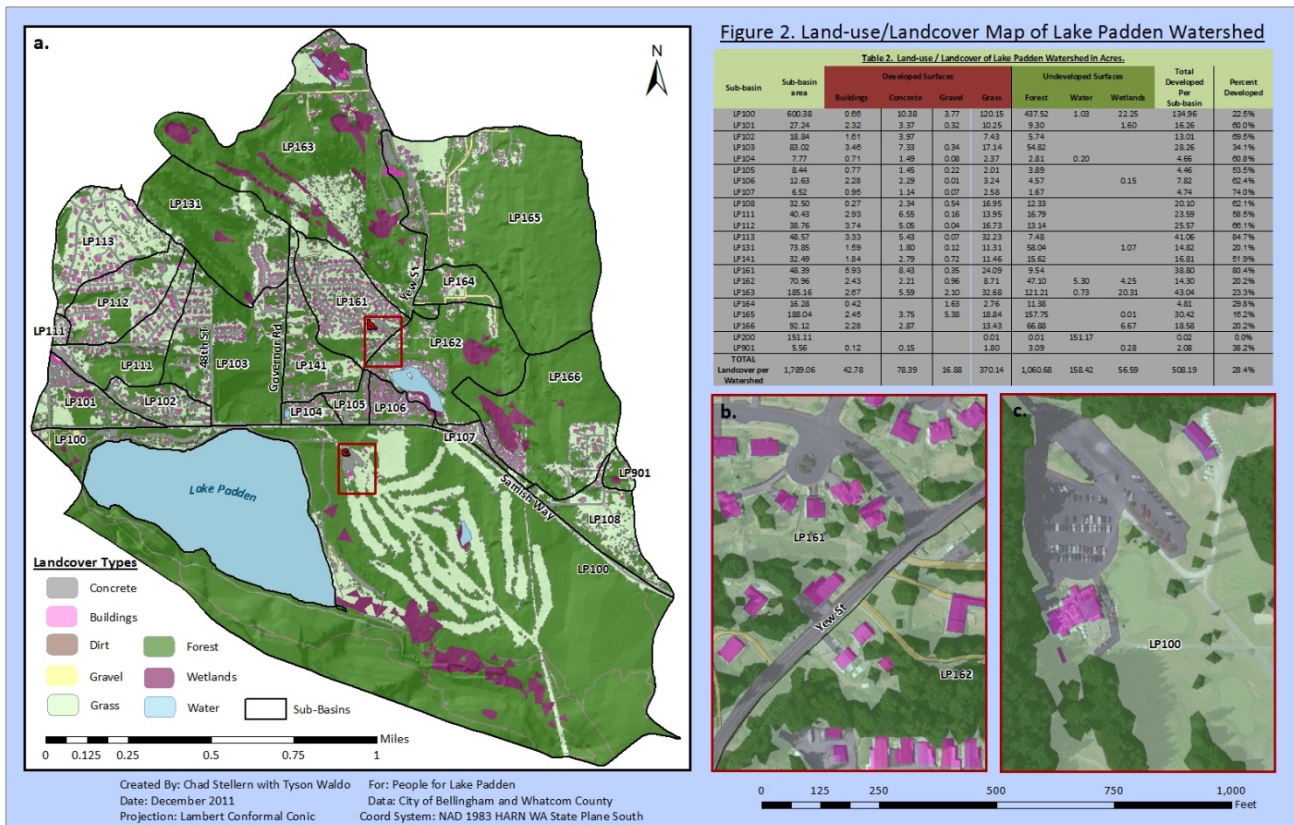 Figure 2. Land-use/Landcover Map of Lake Padden Watershed
a.
N
LP163
LP165
LP131
LP113
LP161
Yew St
LP164
LP112
LP111
48th ST
LP103
Governor Rd
LP141
LP162
LP111
LP166
LP101
LP102
LP104
LP105
LP106
LP100
LP107
LP901
Lake Padden
Samish Way
LP108
LP100
Landcover Types
Concrete
Buildings
Dirt
Forest
Gravel
Wetlands
Grass
Water
Sub-Basins
Miles
0 0.125 0.25 0.5 0.75 1
Created By: Chad Stellern with Tyson Waldo For: People for Lake Padden
Date: December 2011 Data: City of Bellingham and Whatcom County
Projection: Lambert Conformal Conic Coord System: NAD 1983 HARN WA State Plane South
Table 2. Land-use / Landcover of Lake Padden Watershed in Acres.
Sub-basin Sub-basin area Developed Surfaces Undeveloped Surfaces Total Developed Per Sub-basin Percent Developed
Buildings Concrete Gravel Grass Forest Water Wetlands
LP100 600.38 0.66 10.38 3.77 120.15 437.52 1.03 22.25 134.96 22.5%
LP101 27.24 2.32 3.37 0.32 10.25 9.30 1.60 16.26 60.0%
LP102 18.84 1.61 3.97 7.43 5.74 13.01 69.5%
LP103 83.02 3.46 7.33 0.34 17.14 54.82 28.26 34.1%
LP104 7.77 0.71 1.49 0.08 2.37 2.81 0.20 4.66 60.8%
LP105 8.44 0.77 1.45 0.22 2.01 3.89 4.46 53.5%
LP106 12.63 2.28 2.29 0.01 3.24 4.57 0.15 7.82 62.4%
LP107 6.52 0.95 1.14 0.07 2.58 1.67 4.74 74.0%
LP108 32.50 0.27 2.34 0.54 16.95 12.33 20.10 62.1%
LP111 40.43 2.93 6.55 0.16 13.95 16.79 23.59 58.5%
LP112 38.76 3.74 5.05 0.04 16.73 13.14 25.57 66.1%
LP113 48.57 3.33 5.43 0.07 32.23 7.48 41.06 84.7%
LP131 73.85 1.59 1.80 0.12 11.31 58.04 1.07 14.82 20.1%
LP141 32.49 1.84 2.79 0.72 11.46 15.62 16.81 51.9%
LP161 48.39 5.93 8.43 0.35 24.09 9.54 38.80 80.4%
LP162 70.96 2.43 2.21 0.96 8.71 47.10 5.30 4.25 14.30 20.2%
LP163 185.16 2.67 5.59 2.10 32.68 121.21 0.73 20.31 43.04 23.3%
LP164 16.28 0.42 1.63 2.76 11.38 4.81 29.8%
LP165 188.04 2.46 3.75 5.38 18.84 157.75 0.01 30.42 16.2%
LP166 92.12 2.28 2.87 13.43 66.88 6.67 18.58 20.2%
LP200 151.11 0.01 0.01 151.17 0.02 0.0%
LP901 5.56 0.12 0.15 1.80 3.09 0.28 2.08 38.2%
TOTAL Landcover per Watershed 1,789.06 42.78 78.39 16.88 370.14 1,060.68 158.42 56.59 508.19 28.4%
b.
LP161
Yew St
LP162
c.
LP100
0 125 250 500 750 1,000
Feet